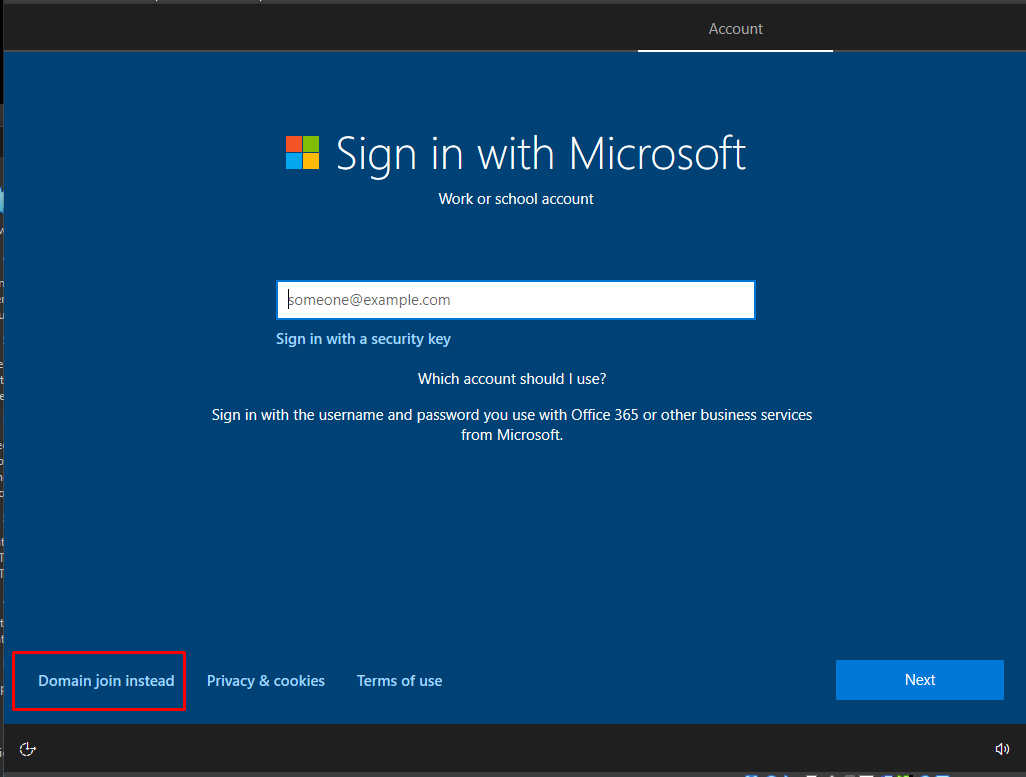 Account
Sign in with Microsoft
Work or school account
someone@example.com
Sign in with a security key
Which account should I use?
Sign in with the username and password you use with Office 365 or other business services
from Microsoft.
Domain join instead
Privacy & cookies
Terms of use
Next